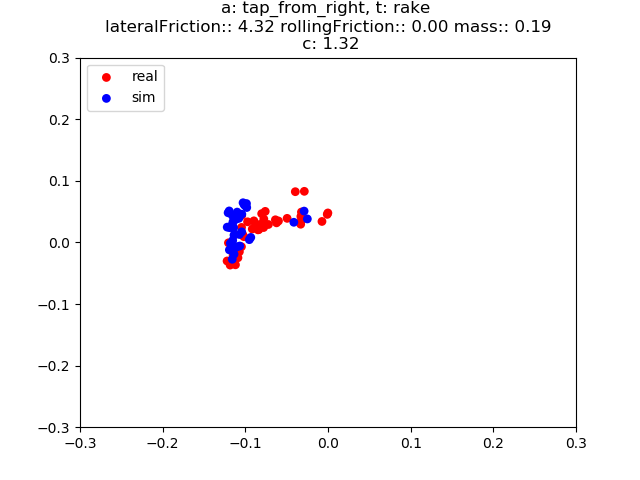 a: tap_from_right, t: rake
lateralFriction:: 4.32 rollingFriction:: 0.00 mass:: 0.19
c: 1.32
real
sim
0.3
0.2
0.1
0.0
−0.1
−0.2
−0.3
−0.3 −0.2 −0.1 0.0 0.1 0.2 0.3